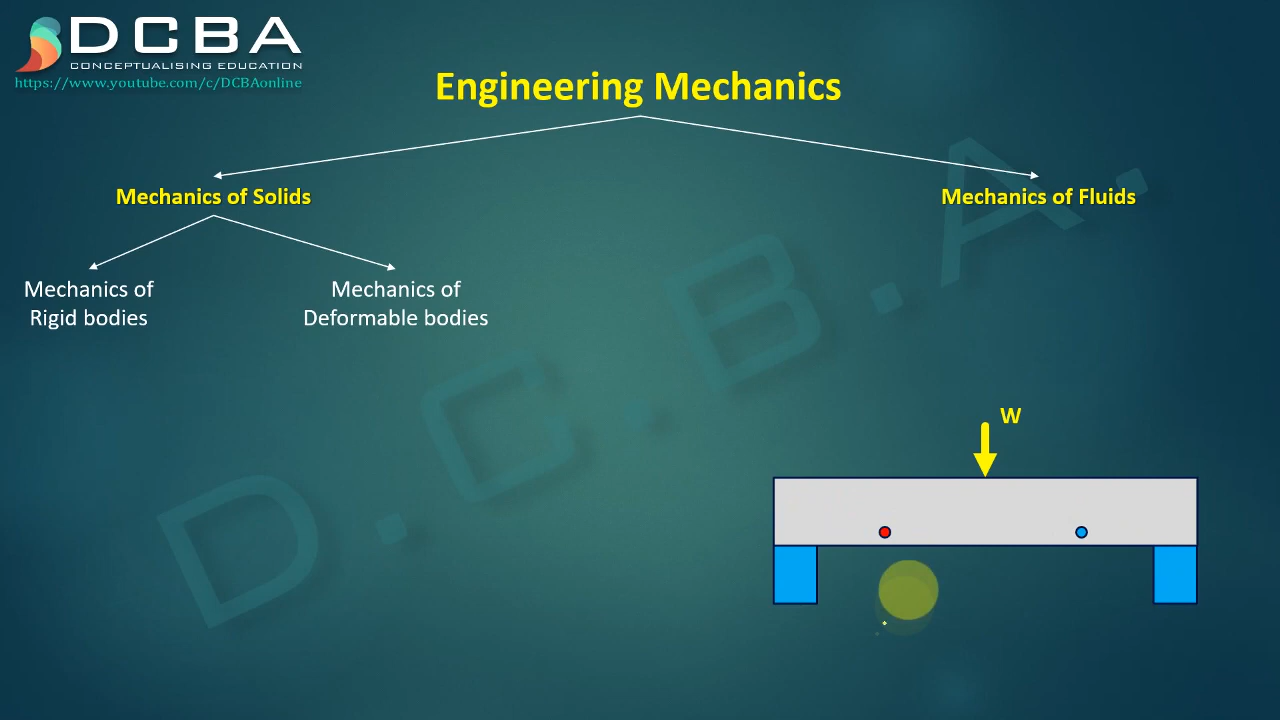 DCBA
CONCEPTUALISING EDUCATION
https://www.youtube.com/c/DCBAonline
Engineering Mechanics
Mechanics of Solids
Mechanics of Fluids
Mechanics of
Rigid bodies
Mechanics of
Deformable bodies
W
D.C.B.A.